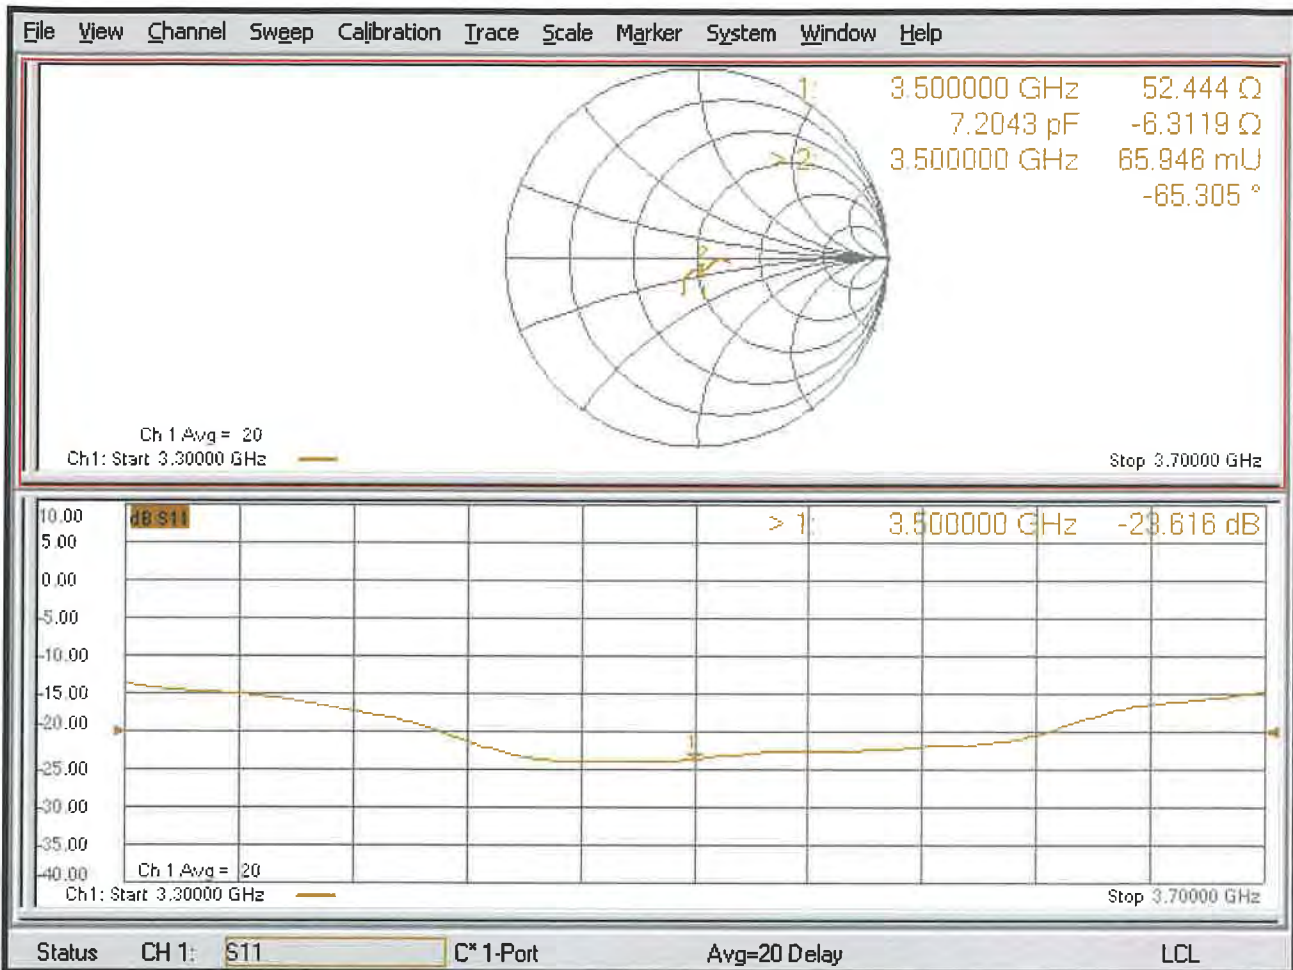 File View Channel Sweep Calibration Trace Scale Marker System Window Help
1: 3.500000 GHz 52.444 Ω
7.2043 pF -6.3119 Ω
> 2: 3.500000 GHz 65.946 mU
-65.305 °
2
Ch 1 Avg = 20
Ch1: Start 3.30000 GHz
Stop 3.70000 GHz
10.00
dB S11
> 1: 3.500000 GHz -23.616 dB
5.00
0.00
-5.00
-10.00
-15.00
-20.00
1
-25.00
-30.00
-35.00
-40.00
Ch 1 Avg = 20
Ch1: Start 3.30000 GHz
Stop 3.70000 GHz
Status CH 1: S11 C* 1-Port Avg=20 Delay LCL